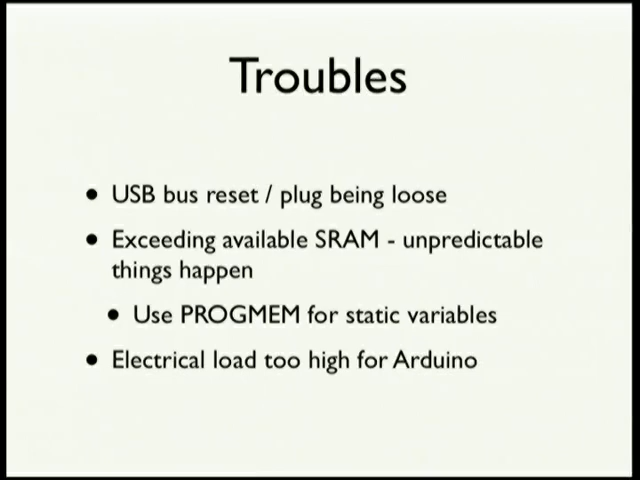 Troubles
• USB bus reset / plug being loose
• Exceeding available SRAM - unpredictable
things happen
• Use PROGMEM for static variables
• Electrical load too high for Arduino